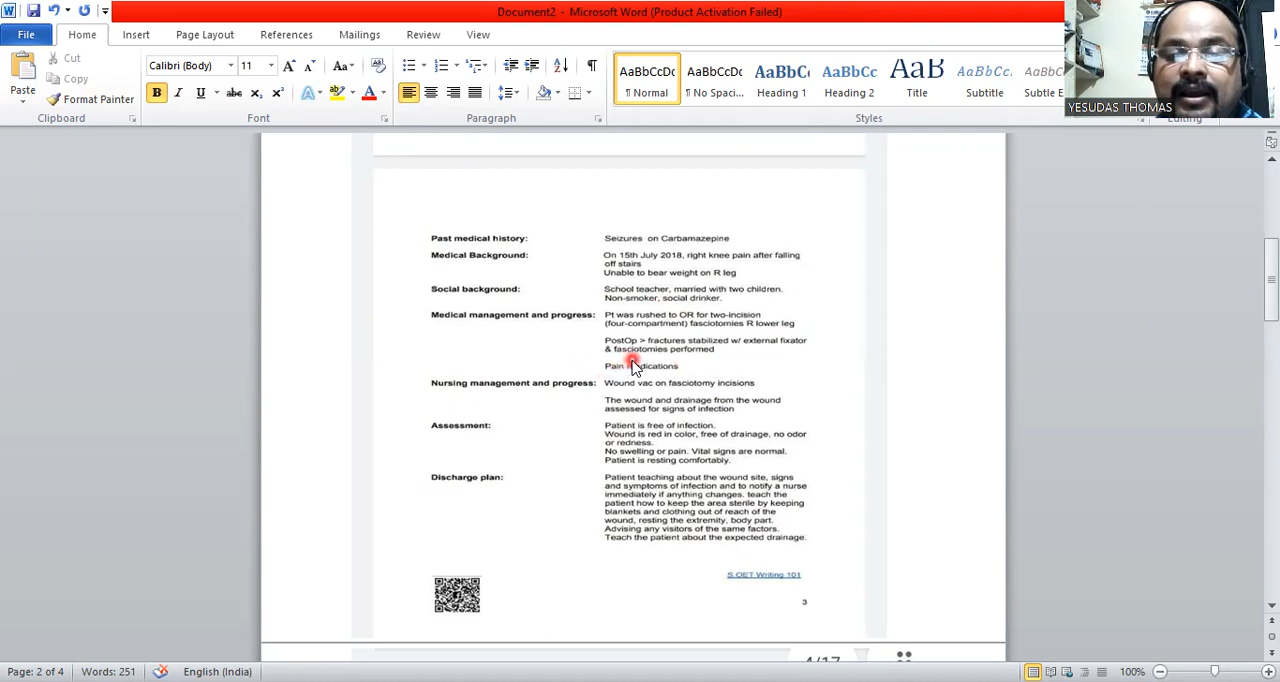 Document2 - Microsoft Word (Product Activation Failed)
File Home Insert Page Layout References Mailings Review View
Paste
Cut
Copy
Format Painter
Clipboard
Calibri (Body) 11
Font
Paragraph
AaBbCcDc AaBbCcDc AaBbCc AaBbCc AaB AaBbCc. AaBbCc
¶ Normal ¶ No Spaci... Heading 1 Heading 2 Title Subtitle Subtle E
Styles
Editing
YESUDAS THOMAS
Past medical history: Seizures on Carbamazepine
Medical Background: On 15th July 2018, right knee pain after falling
off stairs
Unable to bear weight on R leg
Social background: School teacher, married with two children.
Non-smoker, social drinker.
Medical management and progress: Pt was rushed to OR for two-incision
(four-compartment) fasciotomies R lower leg
PostOp > fractures stabilized w/ external fixator
& fasciotomies performed
Pain
Nursing management and progress: Wound vac on fasciotomy incisions
The wound and drainage from the wound
assessed for signs of infection
Assessment: Patient is free of infection.
Wound is red in color, free of drainage, no odor
or redness.
No swelling or pain. Vital signs are normal.
Patient is resting comfortably.
Discharge plan: Patient teaching about the wound site, signs
and symptoms of infection and to notify a nurse
immediately if anything changes. teach the
patient how to keep the area sterile by keeping
blankets and clothing out of reach of the
wound, resting the extremity, body part.
Advising any visitors of the same factors.
Teach the patient about the expected drainage.
S.OET Writing 101
3
4/17
Page: 2 of 4 Words: 251 English (India) 100%